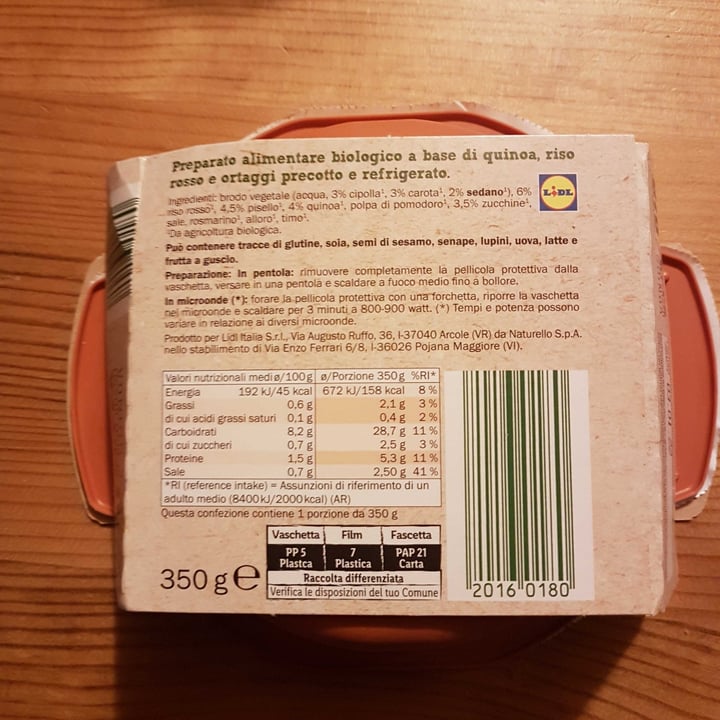 Preparato alimentare biologico a base di quinoa, riso
rosso e ortaggi precotto e refrigerato.
LIDL
Ingredienti: brodo vegetale (acqua, 3% cipolla¹, 3% carota¹, 2% sedano¹), 6%
riso rosso¹, 4,5% pisello¹, 4% quinoa¹, polpa di pomodoro¹, 3,5% zucchine¹,
sale, rosmarino¹, alloro¹, timo¹.
¹Da agricoltura biologica.
Può contenere tracce di glutine, soia, semi di sesamo, senape, lupini, uova, latte e
frutta a guscio.
Preparazione: In pentola: rimuovere completamente la pellicola protettiva dalla
vaschetta, versare in una pentola e scaldare a fuoco medio fino a bollore.
In microonde (*): forare la pellicola protettiva con una forchetta, riporre la vaschetta
nel microonde e scaldare per 3 minuti a 800-900 watt. (*) Tempi e potenza possono
variare in relazione ai diversi microonde.
Prodotto per Lidl Italia S.r.l., Via Augusto Ruffo, 36, I-37040 Arcole (VR) da Naturello S.p.A.
nello stabilimento di Via Enzo Ferrari 6/8, I-36026 Pojana Maggiore (VI).
Valori nutrizionali medi ø/100g ø/Porzione 350g %RI*
Energia 192 kJ/45 kcal 672 kJ/158 kcal 8 %
Grassi 0,6 g 2,1 g 3 %
di cui acidi grassi saturi 0,1 g 0,4 g 2 %
Carboidrati 8,2 g 28,7 g 11 %
di cui zuccheri 0,7 g 2,5 g 3 %
Proteine 1,5 g 5,3 g 11 %
Sale 0,7 g 2,50 g 41 %
*RI (reference intake) = Assunzioni di riferimento di un
adulto medio (8400 kJ/2000 kcal) (AR)
Questa confezione contiene 1 porzione da 350 g
Vaschetta Film Fascetta
PP 5 7 PAP 21
Plastca Plastica Carta
Raccolta differenziata
Verifica le disposizioni del tuo Comune
350 g e
2016 0180